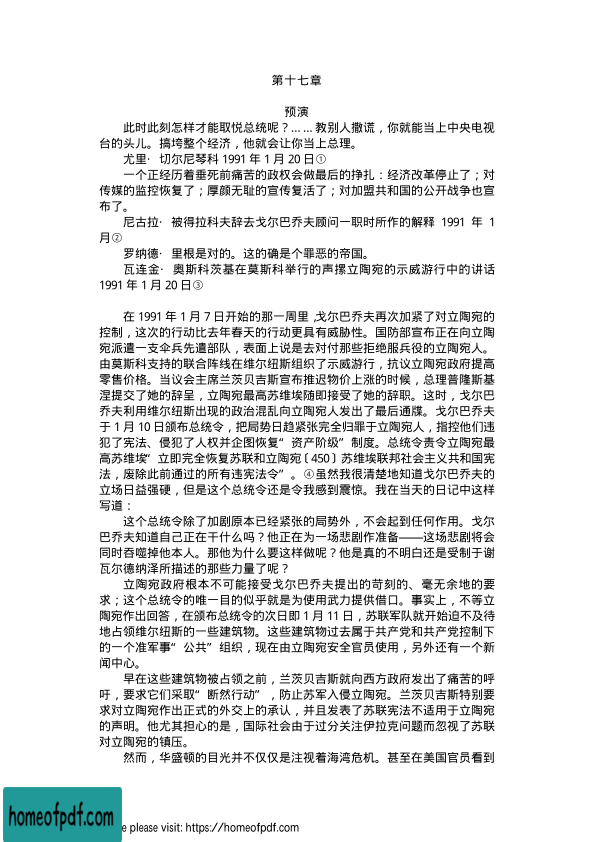 第十七章
预演
此时此刻怎样才能取悦总统呢？……教别人撒谎，你就能当上中央电视
台的头儿。搞垮整个经济，他就会让你当上总理。
尤里·切尔尼琴科 1991 年 1 月 20 日①
一个正经历着垂死前痛苦的政权会做最后的挣扎：经济改革停止了；对
传媒的监控恢复了；厚颜无耻的宣传复活了；对加盟共和国的公开战争也宣
布了。
尼古拉·被得拉科夫辞去戈尔巴乔夫顾问一职时所作的解释 1991 年 1
月②
罗纳德·里根是对的。这的确是个罪恶的帝国。
瓦连金·奥斯科茨基在莫斯科举行的声援立陶宛的示威游行中的讲话
1991 年 1 月 20 日③
在 1991 年 1 月 7 日开始的那一周里，戈尔巴乔夫再次加紧了对立陶宛的
控制，这次的行动比去年春天的行动更具有威胁性。国防部宣布正在向立陶
宛派遣一支伞兵先遣部队，表面上说是去对付那些拒绝服兵役的立陶宛人。
由莫斯科支持的联合阵线在维尔纽斯组织了示威游行，抗议立陶宛政府提高
零售价格。当议会主席兰茨贝吉斯宣布推迟物价上涨的时候，总理普隆斯基
涅提交了她的辞呈，立陶宛最高苏维埃随即接受了她的辞职。这时，戈尔巴
乔夫利用维尔纽斯出现的政治混乱向立陶宛人发出了最后通牒。戈尔巴乔夫
于 1 月 10 日颁布总统令，把局势日趋紧张完全归罪于立陶宛人，指控他们违
犯了宪法、侵犯了人权并企图恢复“资产阶级”制度。总统令责令立陶宛最
高苏维埃“立即完全恢复苏联和立陶宛〔450〕苏维埃社会主义共和国宪
法，废除此前通过的所有违宪法令”。④虽然我很清楚地知道戈尔巴乔夫的
立场日益强硬，但是这个总统令还是令我感到震惊。我在当天的日记中这样
写道：
这个总统令除了加剧原本已经紧张的局势外，不会起到任何作用。戈尔
巴乔夫知道自己正在干什么吗？他正在为一场悲剧作准备——这场悲剧将会
同时吞噬掉他本人。那他为什么要这样做呢？他是真的不明白还是受制于谢
瓦尔德纳泽所描述的那些力量了呢？
立陶宛政府根本不可能接受戈尔巴乔夫提出的苛刻的、毫无余地的要
求；这个总统令的唯一目的似乎就是为使用武力提供借口。事实上，不等立
陶宛作出回答，在颁布总统令的次日即 1 月 11 日，苏联军队就开始迫不及待
地占领维尔纽斯的一些建筑物。这些建筑物过去属于共产党和共产党控制下
的一个准军事“公共”组织，现在由立陶宛安全官员使用，另外还有一个新
闻中心。
早在这些建筑物被占领之前，兰茨贝吉斯就向西方政府发出了痛苦的呼
吁，要求它们采取“断然行动”，防止苏军入侵立陶宛。兰茨贝吉斯特别要
求对立陶宛作出正式的外交上的承认，并且发表了苏联宪法不适用于立陶宛
的声明。他尤其担心的是，国际社会由于过分关注伊拉克问题而忽视了苏联
对立陶宛的镇压。
然而，华盛顿的目光并不仅仅是注视着海湾危机。甚至在美国官员看到
homeofpdf.com
e please visit: https://homeofpdf.com